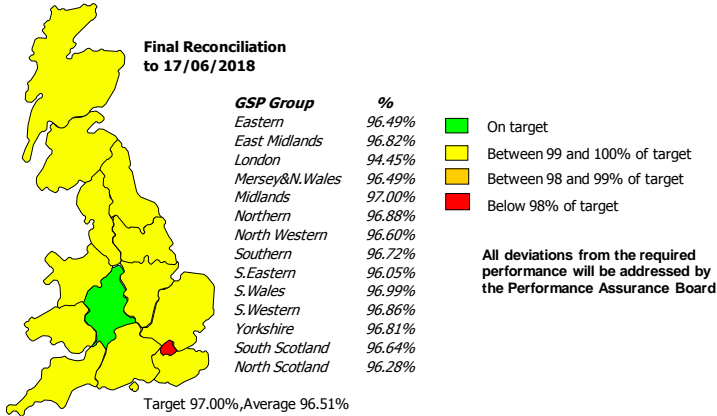 Final Reconciliation
to 17/06/2018
GSP Group %
Eastern 96.49%
East Midlands 96.82%
London 94.45%
Mersey&N.Wales 96.49%
Midlands 97.00%
Northern 96.88%
North Western 96.60%
Southern 96.72%
S.Eastern 96.05%
S.Wales 96.99%
S.Western 96.86%
Yorkshire 96.81%
South Scotland 96.64%
North Scotland 96.28%
On target
Between 99 and 100% of target
Between 98 and 99% of target
Below 98% of target
All deviations from the required
performance will be addressed by
the Performance Assurance Board
Target 97.00%,Average 96.51%